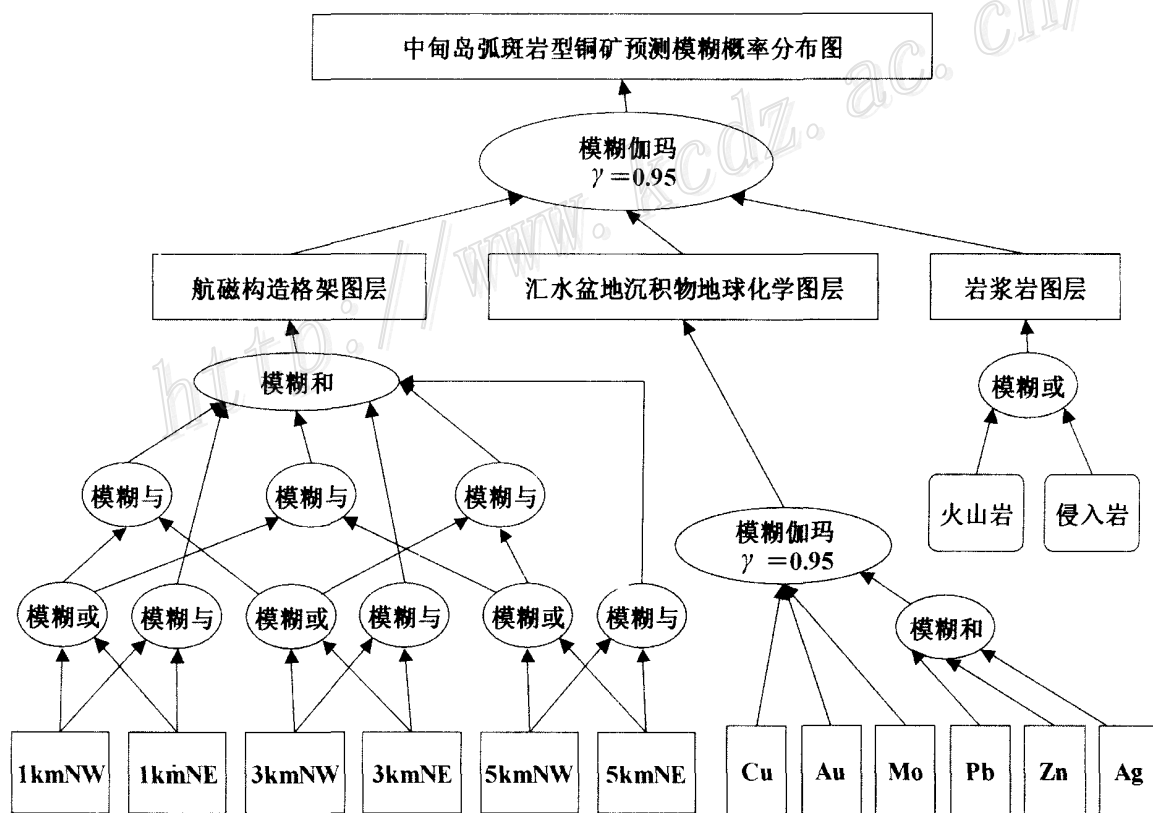 中甸岛弧斑岩型铜矿预测模糊概率分布图
模糊伽玛
γ=0.95
航磁构造格架图层
汇水盆地沉积物地球化学图层
岩浆岩图层
模糊和
模糊或
模糊与
模糊与
模糊与
火山岩
侵入岩
模糊伽玛
γ=0.95
模糊或
模糊与
模糊或
模糊与
模糊或
模糊与
模糊和
1kmNW
1kmNE
3kmNW
3kmNE
5kmNW
5kmNE
Cu
Au
Mo
Pb
Zn
Ag
http://www.kcdz.ac.cn/